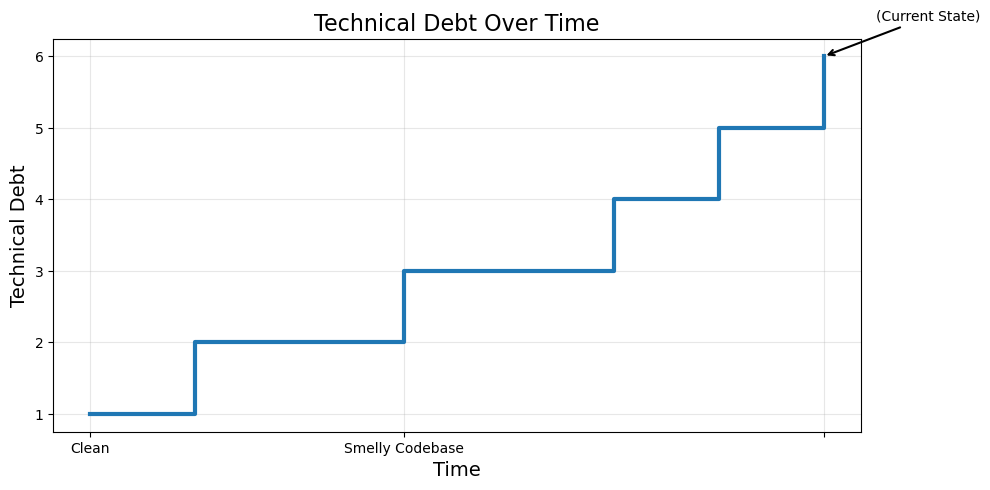 (Current State)
Technical Debt Over Time
6
5
4
3
2
1
Technical Debt
Clean
Smelly Codebase
Time